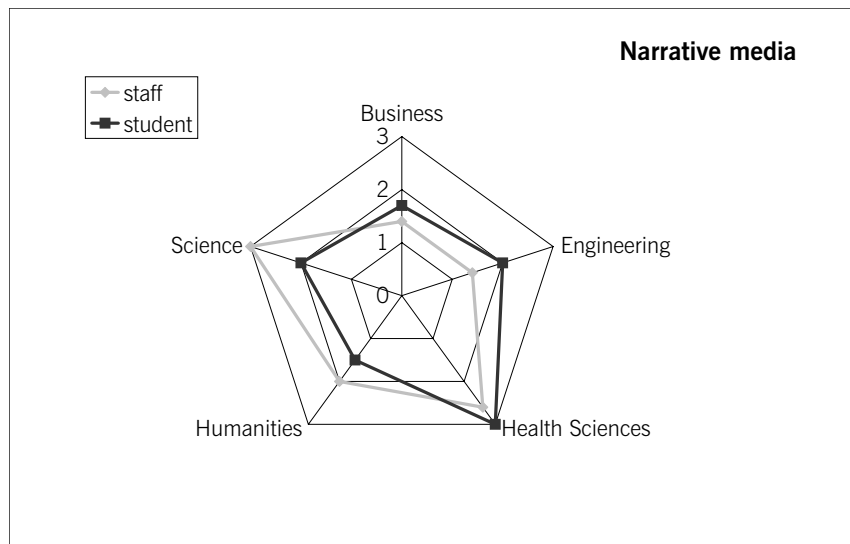 Narrative media
staff
student
Business
3
2
1
0
Science
Engineering
Humanities
Health Sciences